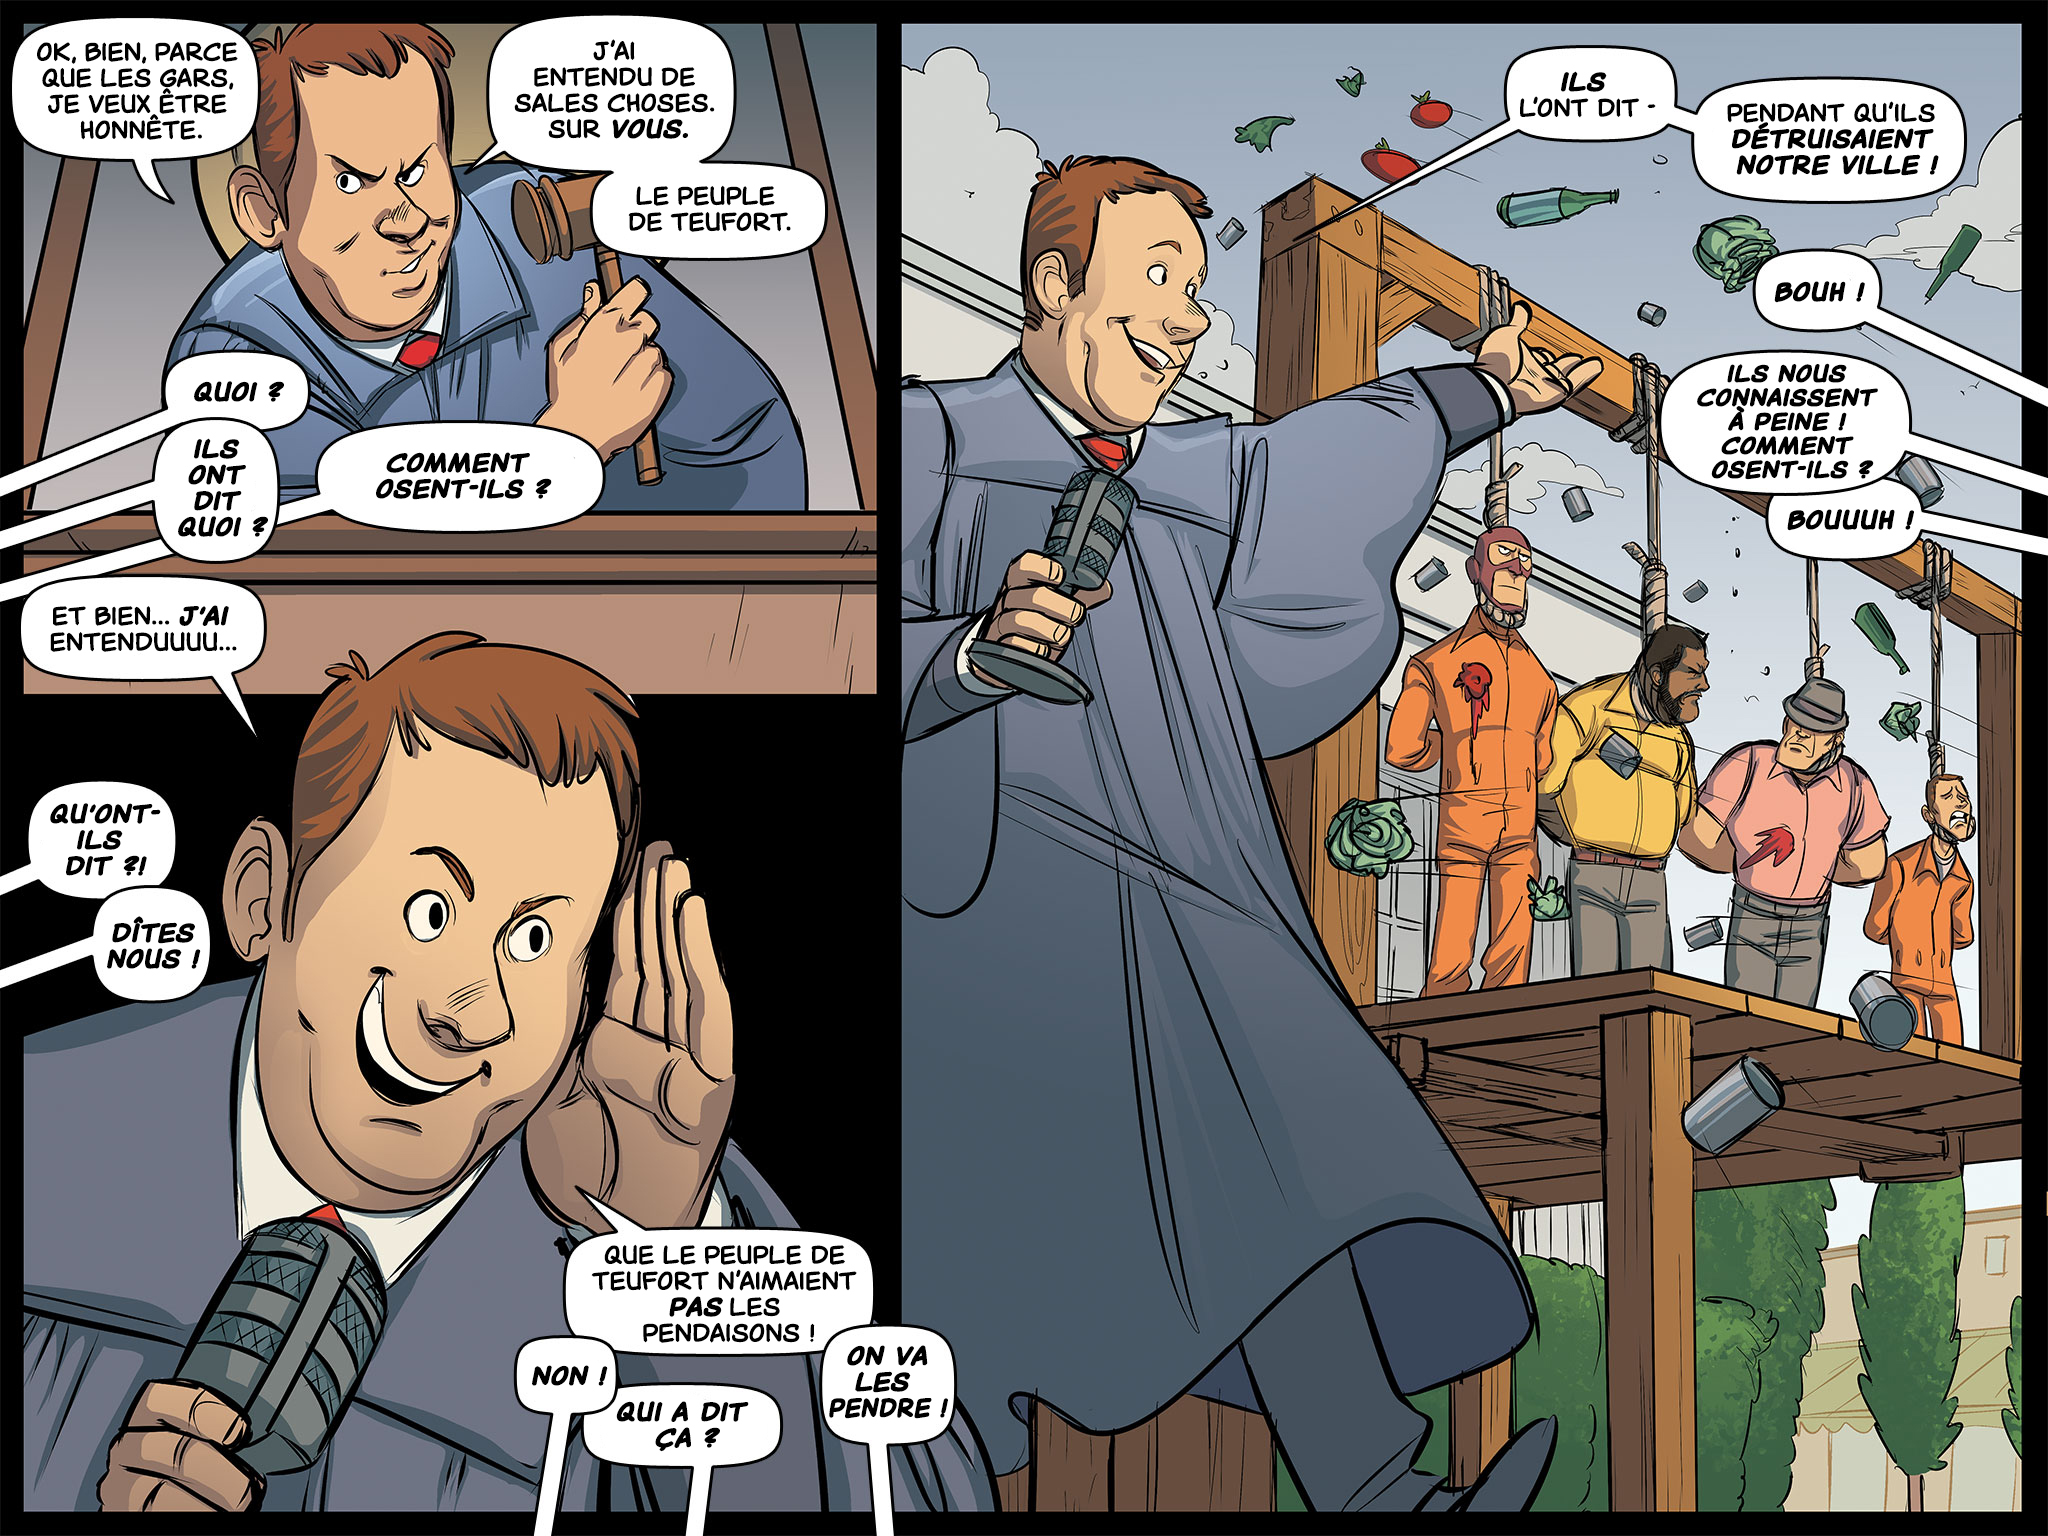 OK, BIEN, PARCE
QUE LES GARS,
JE VEUX ÊTRE
HONNÊTE.
J'AI
ENTENDU DE
SALES CHOSES.
SUR VOUS.
LE PEUPLE
DE TEUFORT.
QUOI ?
ILS
ONT
DIT
QUOI ?
COMMENT
OSENT-ILS ?
ET BIEN... J'AI
ENTENDUUUU...
QU'ONT-
ILS
DIT ?!
DÎTES
NOUS !
QUE LE PEUPLE DE
TEUFORT N'AIMAIENT
PAS LES
PENDAISONS !
NON !
QUI A DIT
ÇA ?
ON VA
LES
PENDRE !
ILS
L'ONT DIT -
PENDANT QU'ILS
DÉTRUISAIENT
NOTRE VILLE !
BOUH !
ILS NOUS
CONNAISSENT
À PEINE !
COMMENT
OSENT-ILS ?
BOUUUH !